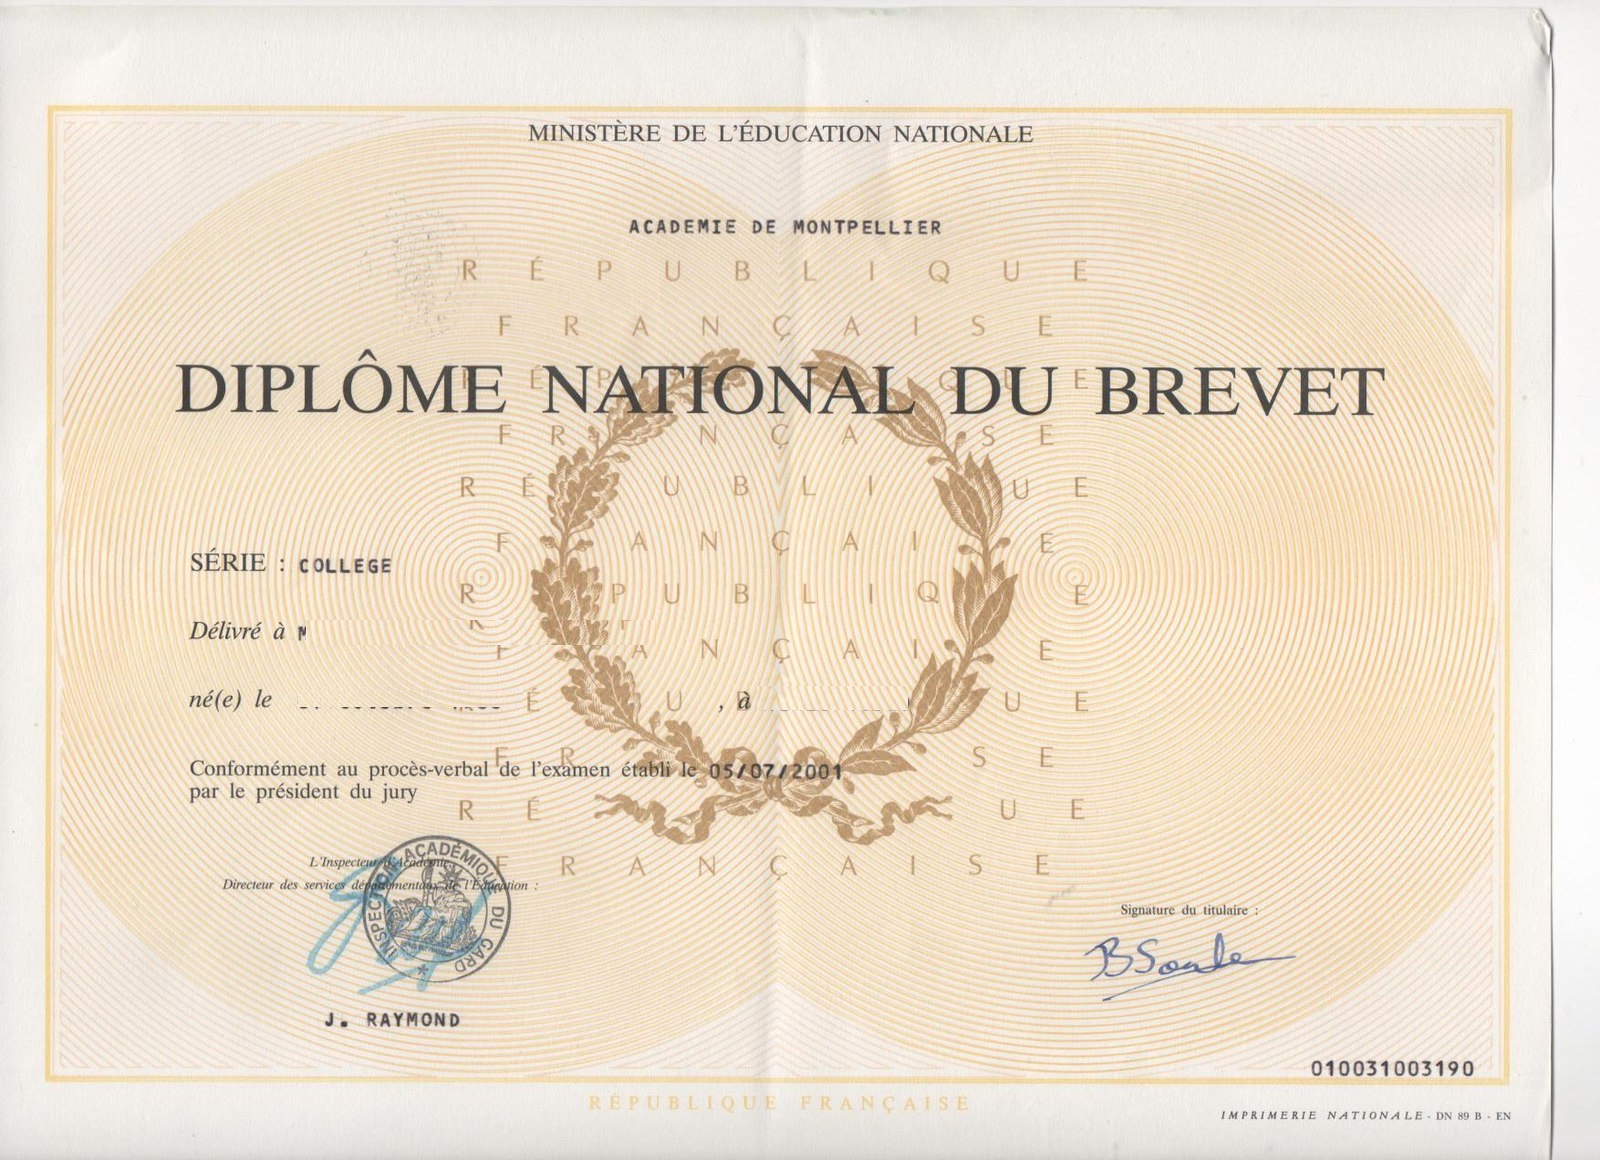 MINISTÈRE DE L'ÉDUCATION NATIONALE
ACADEMIE DE MONTPELLIER
RÉPUBLIQUE
FRANÇAISE
DIPLÔME NATIONAL DU BREVET
SÉRIE : COLLEGE
Délivré à M
né(e) le , à
Conformément au procès-verbal de l'examen établi le 05/07/2001
par le président du jury
L'Inspecteur d'Académie
Directeur des services départementaux de l'Éducation :
INSPECTION ACADÉMIQUE DU GARD
J. RAYMOND
Signature du titulaire :
010031003190
RÉPUBLIQUE FRANÇAISE
IMPRIMERIE NATIONALE - DN 89 B - EN